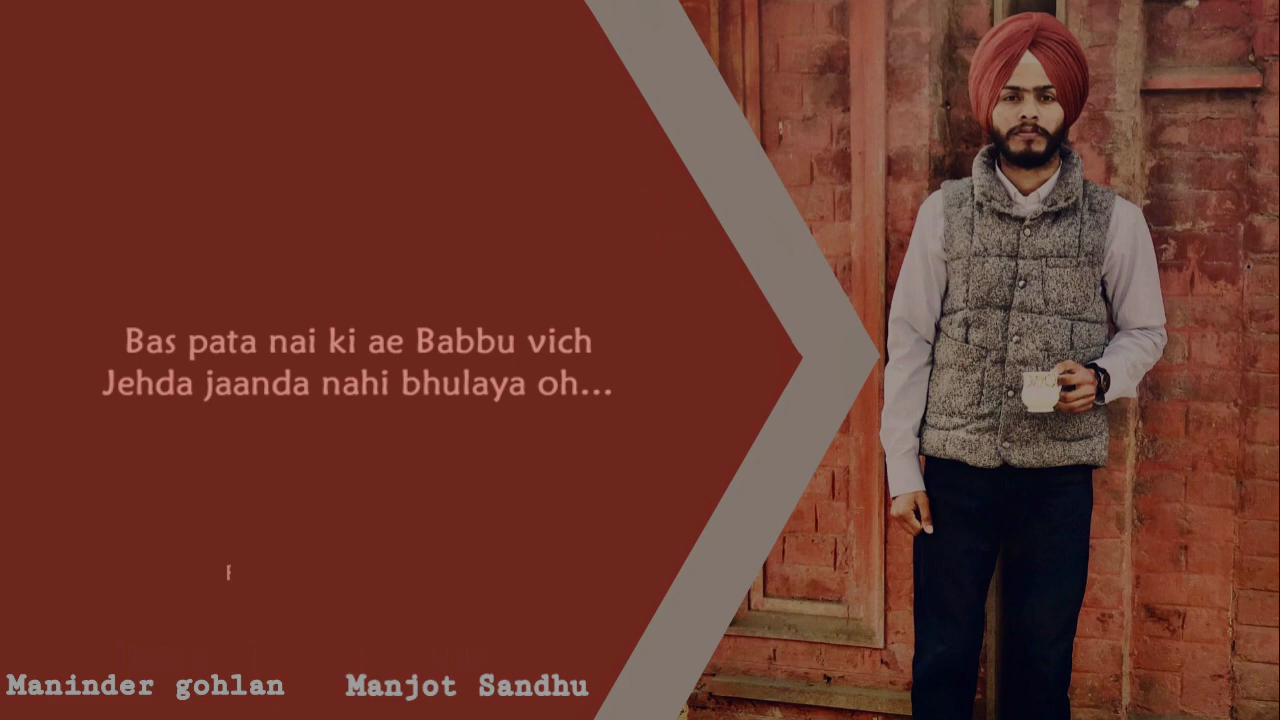 Bas pata nai ki ae Babbu vich
Jehda jaanda nahi bhulaya oh...
F
Maninder gohlan
Manjot Sandhu